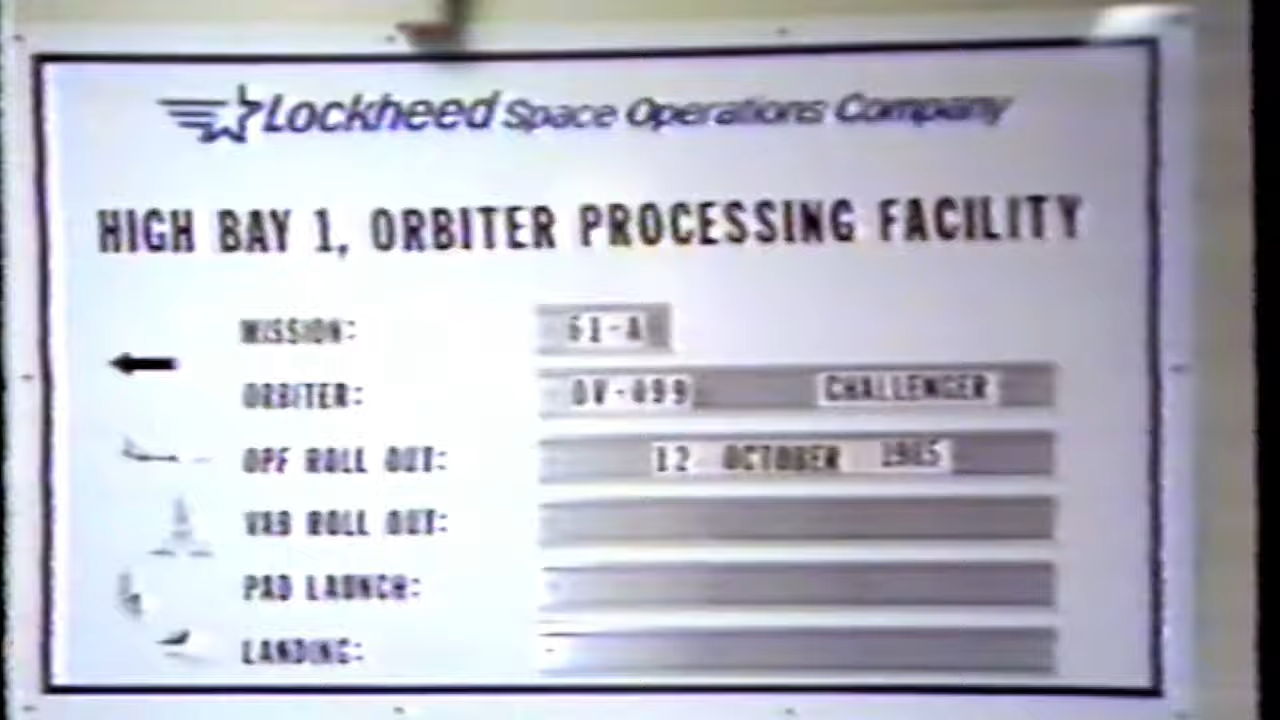 Lockheed Space Operations Company
HIGH BAY 1, ORBITER PROCESSING FACILITY
MISSION: 61-A
ORBITER: OV-099 CHALLENGER
OPF ROLL OUT: 12 OCTOBER 1985
VAB ROLL OUT:
PAD LAUNCH:
LANDING: